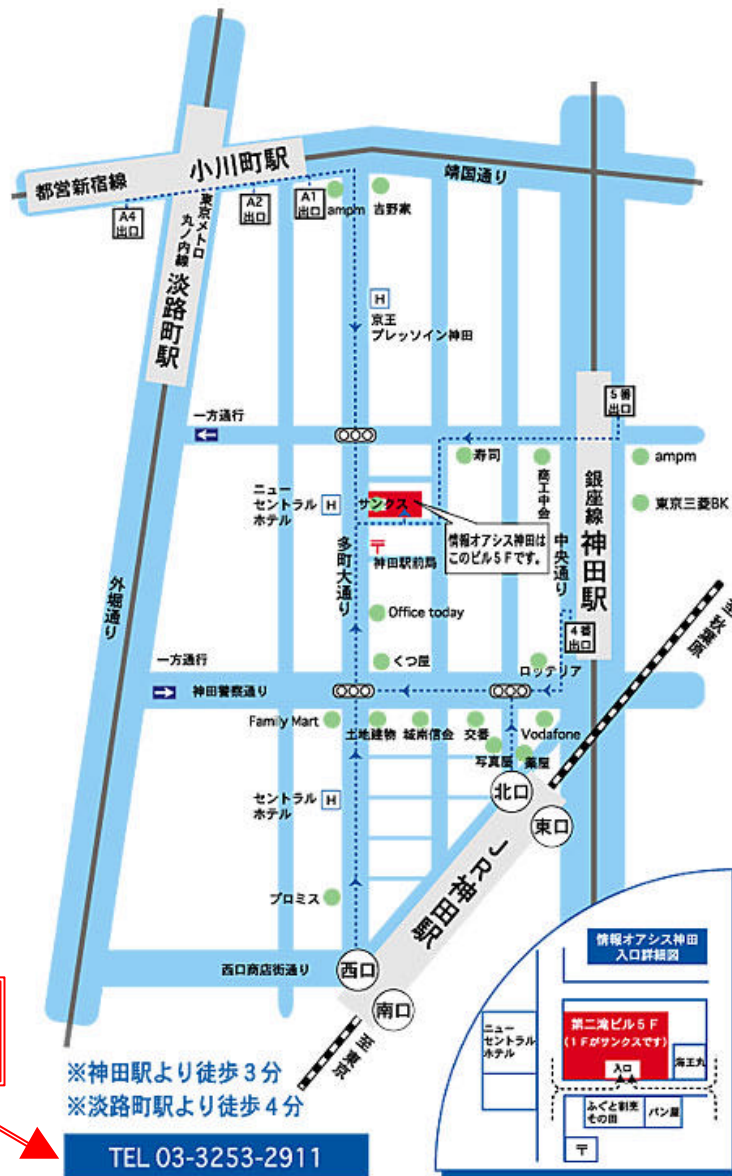 小川町駅
都営新宿線
靖国通り
A4
出口
A2
出口
A1
出口
ampm
吉野家
東京メトロ
丸ノ内線
淡路町駅
H
京王
プレッソイン神田
一方通行
5番
出口
寿司
商工中会
ampm
銀座線
神田駅
東京三菱BK
ニュー
セントラル
ホテル
H
サンクス
情報オアシス神田は
このビル5Fです。
〒
神田駅前局
多町大通り
中央通り
外堀通り
Office today
4番
出口
至秋葉原
くつ屋
ロッテリア
一方通行
神田警察通り
Family Mart
土地建物
城南信会
交番
Vodafone
写真屋
薬屋
北口
東口
セントラル
ホテル
H
JR神田駅
プロミス
西口商店街通り
西口
南口
至東京
情報オアシス神田
入口詳細図
ニュー
セントラル
ホテル
第二滝ビル5F
(1Fがサンクスです)
入口
海王丸
ふぐと割烹
その田
パン屋
〒
※神田駅より徒歩3分
※淡路町駅より徒歩4分
TEL 03-3253-2911